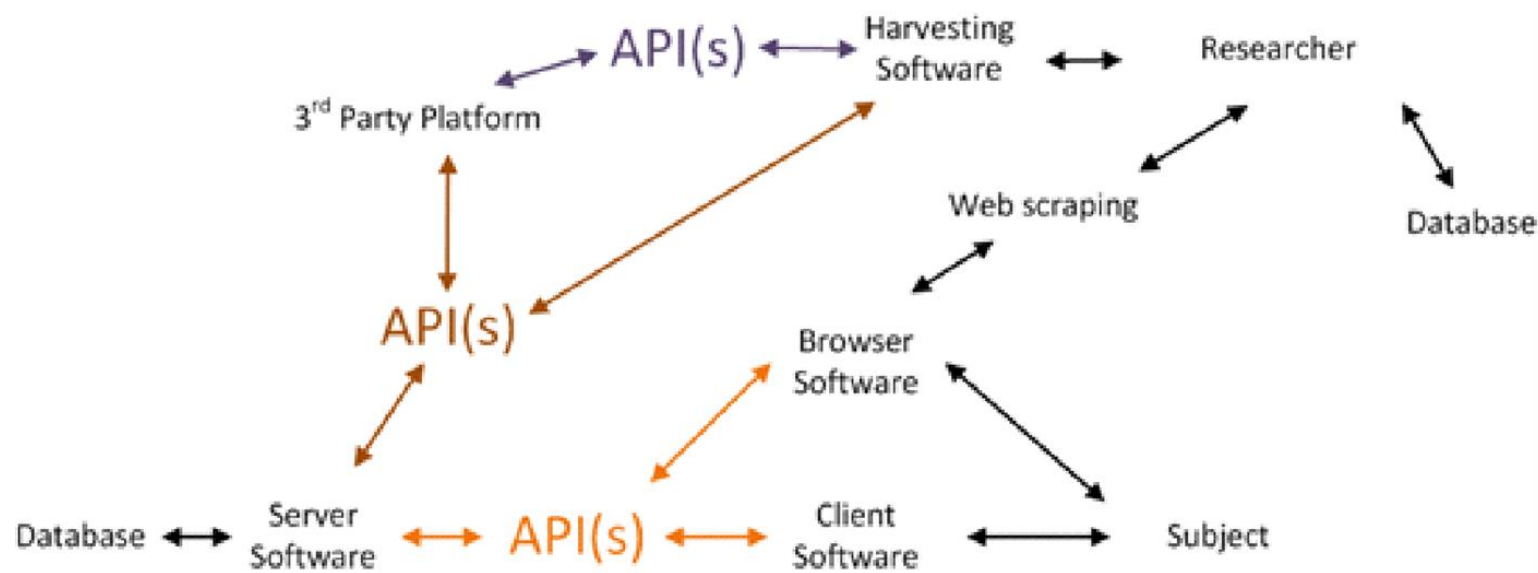 API(s)
Harvesting
Software
Researcher
3rd Party Platform
Web scraping
Database
API(s)
Browser
Software
Database
Server
Software
API(s)
Client
Software
Subject